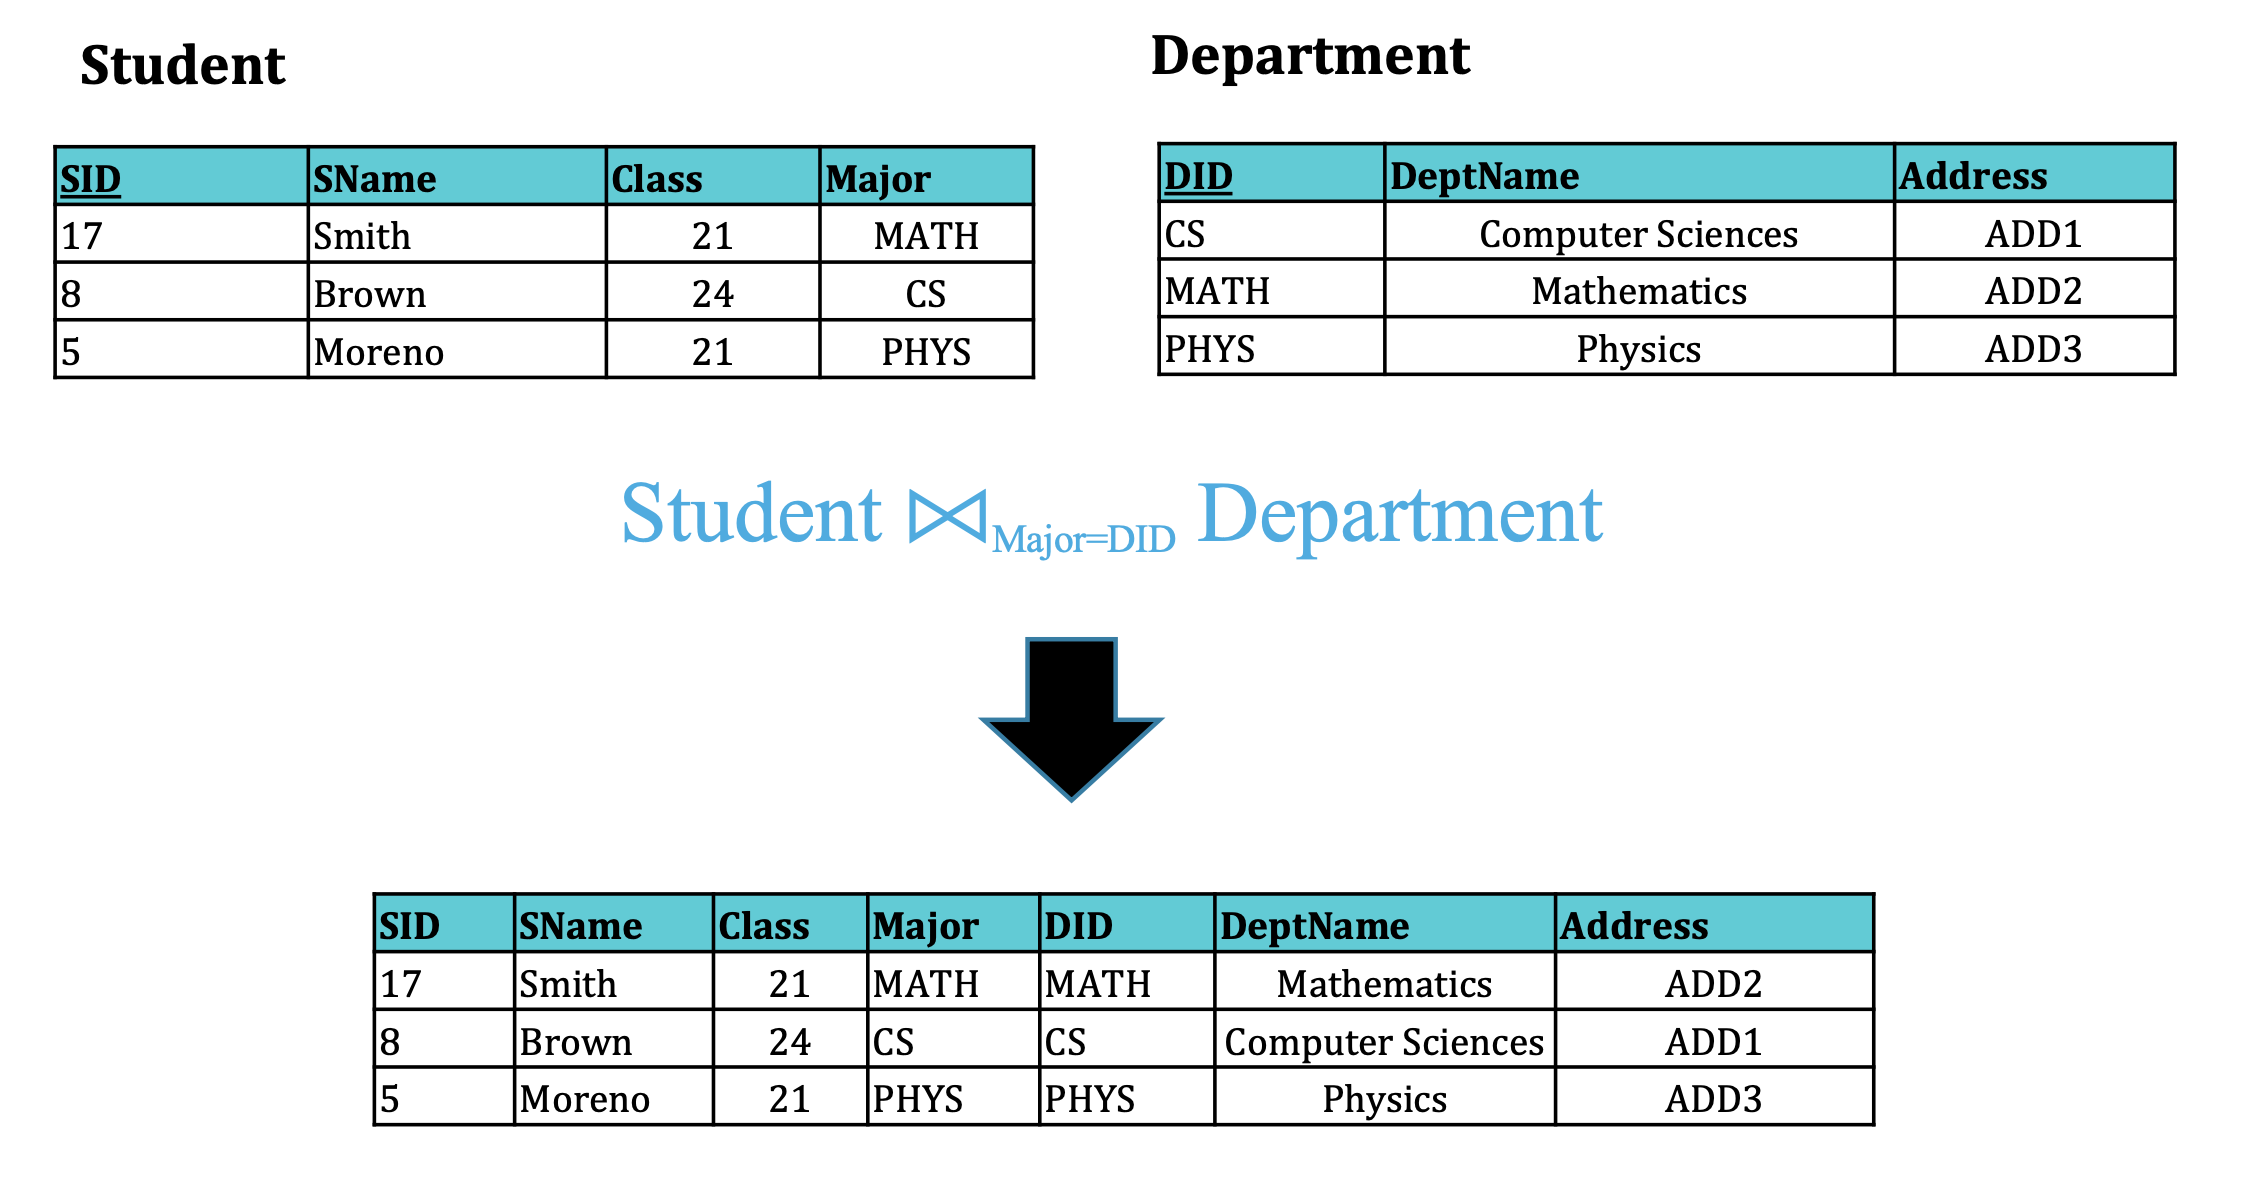 Student
SID SName Class Major
17 Smith 21 MATH
8 Brown 24 CS
5 Moreno 21 PHYS
Department
DID DeptName Address
CS Computer Sciences ADD1
MATH Mathematics ADD2
PHYS Physics ADD3
Student ⋈Major=DID Department
SID SName Class Major DID DeptName Address
17 Smith 21 MATH MATH Mathematics ADD2
8 Brown 24 CS CS Computer Sciences ADD1
5 Moreno 21 PHYS PHYS Physics ADD3